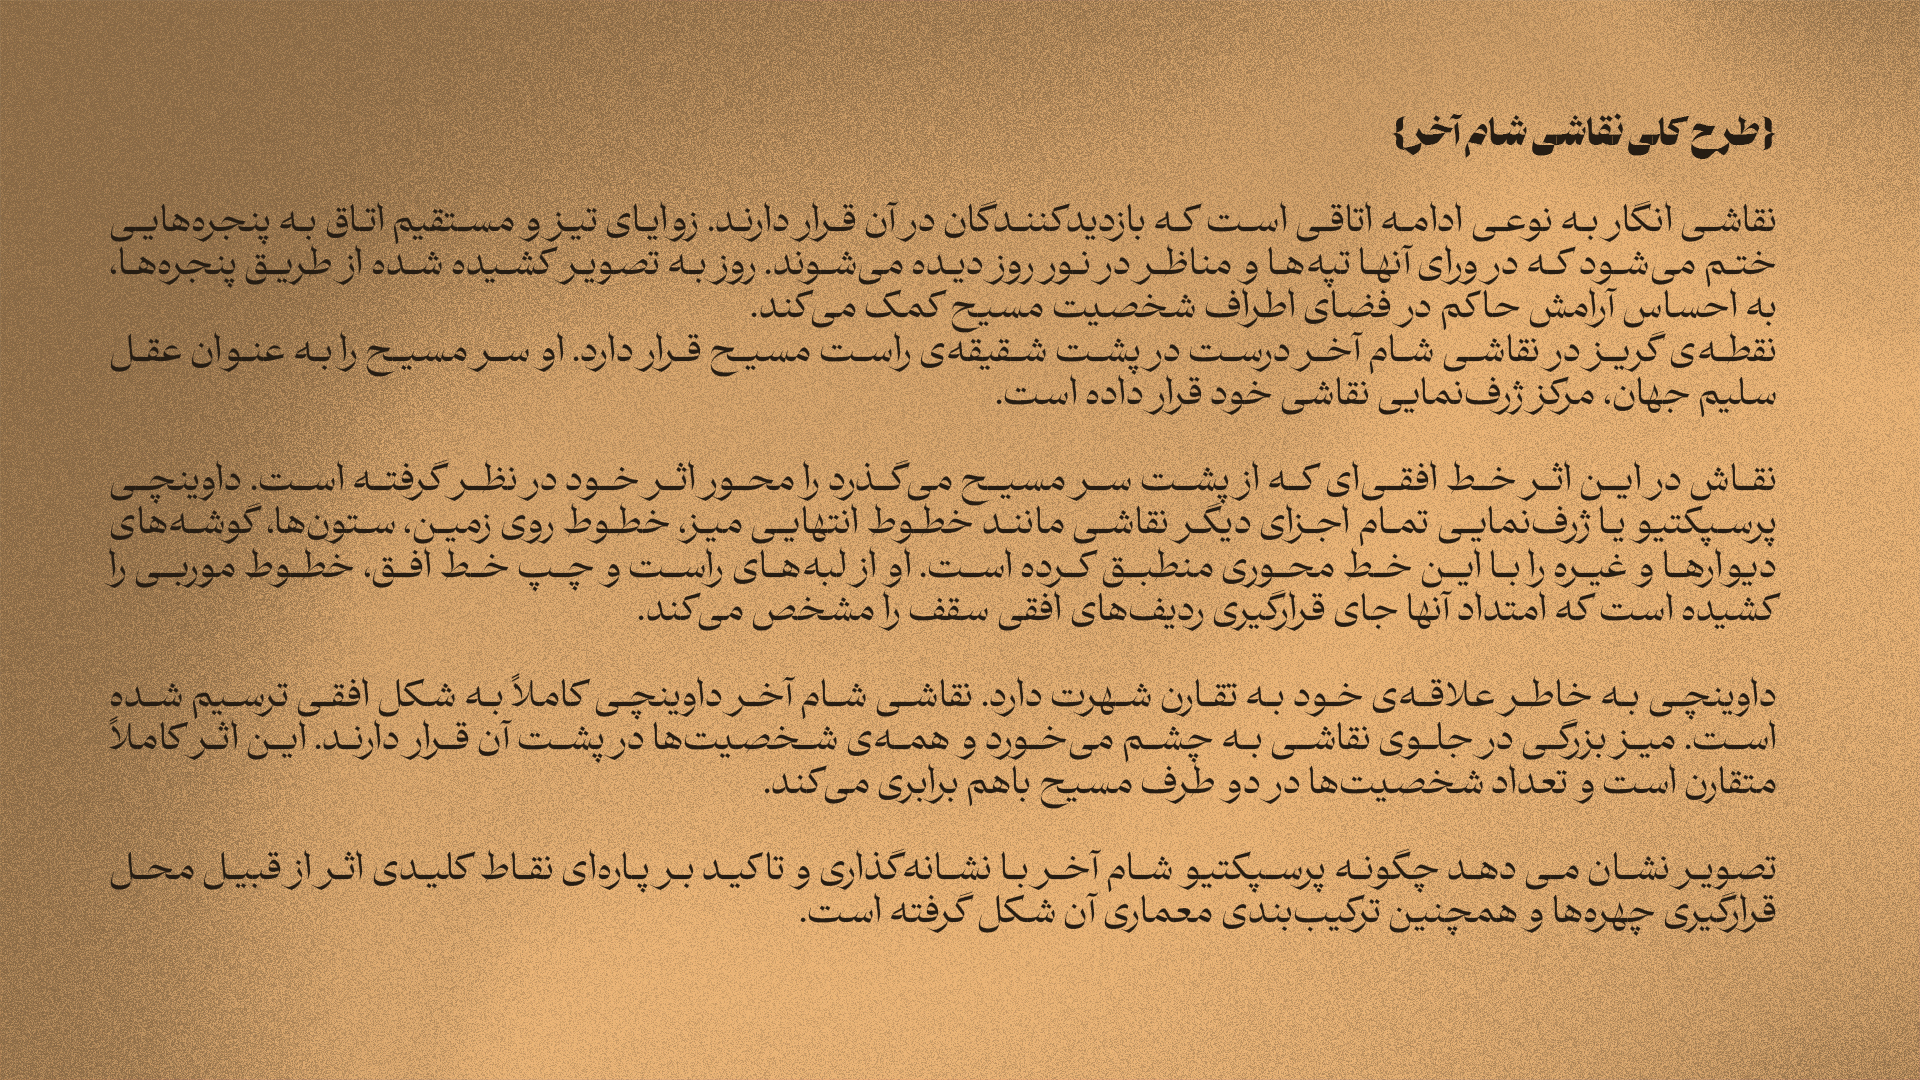 {طرح کلی نقاشی شام آخر}
نقاشی انگار به نوعی ادامه اتاقی است که بازدیدکنندگان در آن قرار دارند. زوایای تیز و مستقیم اتاق به پنجره‌هایی
ختم می‌شود که در ورای آنها تپه‌ها و مناظر در نور روز دیده می‌شوند. روز به تصویر کشیده شده از طریق پنجره‌ها،
به احساس آرامش حاکم در فضای اطراف شخصیت مسیح کمک می‌کند.
نقطه‌ی گریز در نقاشی شام آخر درست در پشت شقیقه‌ی راست مسیح قرار دارد. او سر مسیح را به عنوان عقل
سلیم جهان، مرکز ژرف‌نمایی نقاشی خود قرار داده است.
نقاش در این اثر خط افقی‌ای که از پشت سر مسیح می‌گذرد را محور اثر خود در نظر گرفته است. داوینچی
پرسپکتیو یا ژرف‌نمایی تمام اجزای دیگر نقاشی مانند خطوط انتهایی میز، خطوط روی زمین، ستون‌ها، گوشه‌های
دیوارها و غیره را با این خط محوری منطبق کرده است. او از لبه‌های راست و چپ خط افق، خطوط موربی را
کشیده است که امتداد آنها جای قرارگیری ردیف‌های افقی سقف را مشخص می‌کند.
داوینچی به خاطر علاقه‌ی خود به تقارن شهرت دارد. نقاشی شام آخر داوینچی کاملاً به شکل افقی ترسیم شده
است. میز بزرگی در جلوی نقاشی به چشم می‌خورد و همه‌ی شخصیت‌ها در پشت آن قرار دارند. این اثر کاملاً
متقارن است و تعداد شخصیت‌ها در دو طرف مسیح باهم برابری می‌کند.
تصویر نشان می دهد چگونه پرسپکتیو شام آخر با نشانه‌گذاری و تاکید بر پاره‌ای نقاط کلیدی اثر از قبیل محل
قرارگیری چهره‌ها و همچنین ترکیب‌بندی معماری آن شکل گرفته است.